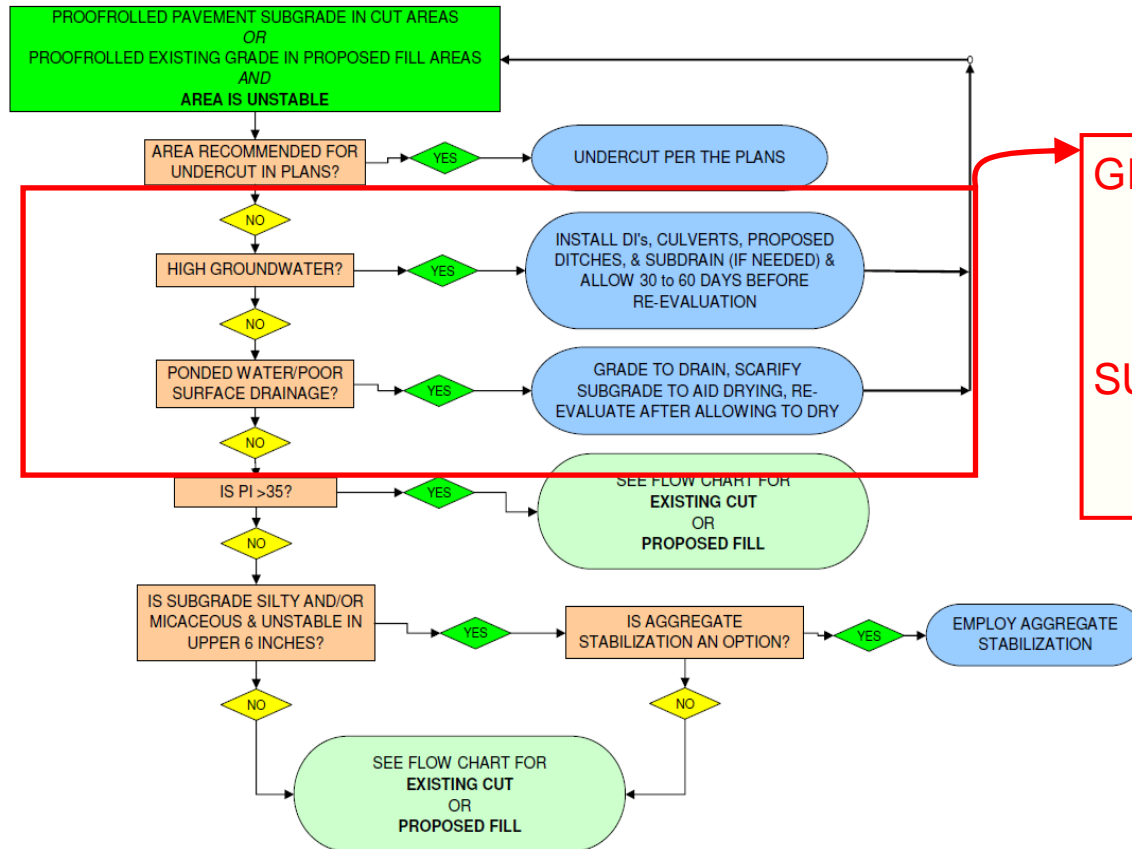 PROOFROLLED PAVEMENT SUBGRADE IN CUT AREAS
OR
PROOFROLLED EXISTING GRADE IN PROPOSED FILL AREAS
AND
AREA IS UNSTABLE
AREA RECOMMENDED FOR
UNDERCUT IN PLANS?
YES
UNDERCUT PER THE PLANS
NO
HIGH GROUNDWATER?
YES
INSTALL DI's, CULVERTS, PROPOSED
DITCHES, & SUBDRAIN (IF NEEDED) &
ALLOW 30 to 60 DAYS BEFORE
RE-EVALUATION
NO
PONDED WATER/POOR
SURFACE DRAINAGE?
YES
GRADE TO DRAIN, SCARIFY
SUBGRADE TO AID DRYING, RE-
EVALUATE AFTER ALLOWING TO DRY
NO
IS PI >35?
YES
SEE FLOW CHART FOR
EXISTING CUT
OR
PROPOSED FILL
NO
IS SUBGRADE SILTY AND/OR
MICACEOUS & UNSTABLE IN
UPPER 6 INCHES?
YES
IS AGGREGATE
STABILIZATION AN OPTION?
YES
EMPLOY AGGREGATE
STABILIZATION
NO
NO
SEE FLOW CHART FOR
EXISTING CUT
OR
PROPOSED FILL